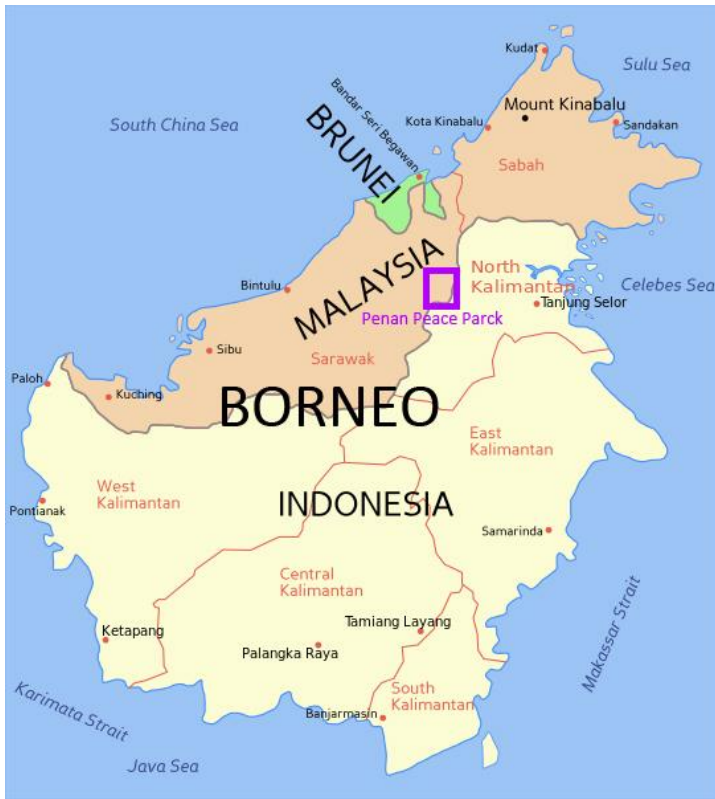 Kudat
Sulu Sea
Mount Kinabalu
Bandar Seri Begawan
South China Sea
BRUNEI
Kota Kinabalu
Sandakan
Sabah
MALAYSIA
North
Kalimantan
Celebes Sea
Bintulu
Tanjung Selor
Penan Peace Parck
Sibu
Sarawak
Paloh
Kuching
BORNEO
East
Kalimantan
West
Kalimantan
INDONESIA
Pontianak
Samarinda
Central
Kalimantan
Tamiang Layang
Makassar Strait
Ketapang
Palangka Raya
South
Kalimantan
Karimata Strait
Banjarmasin
Java Sea